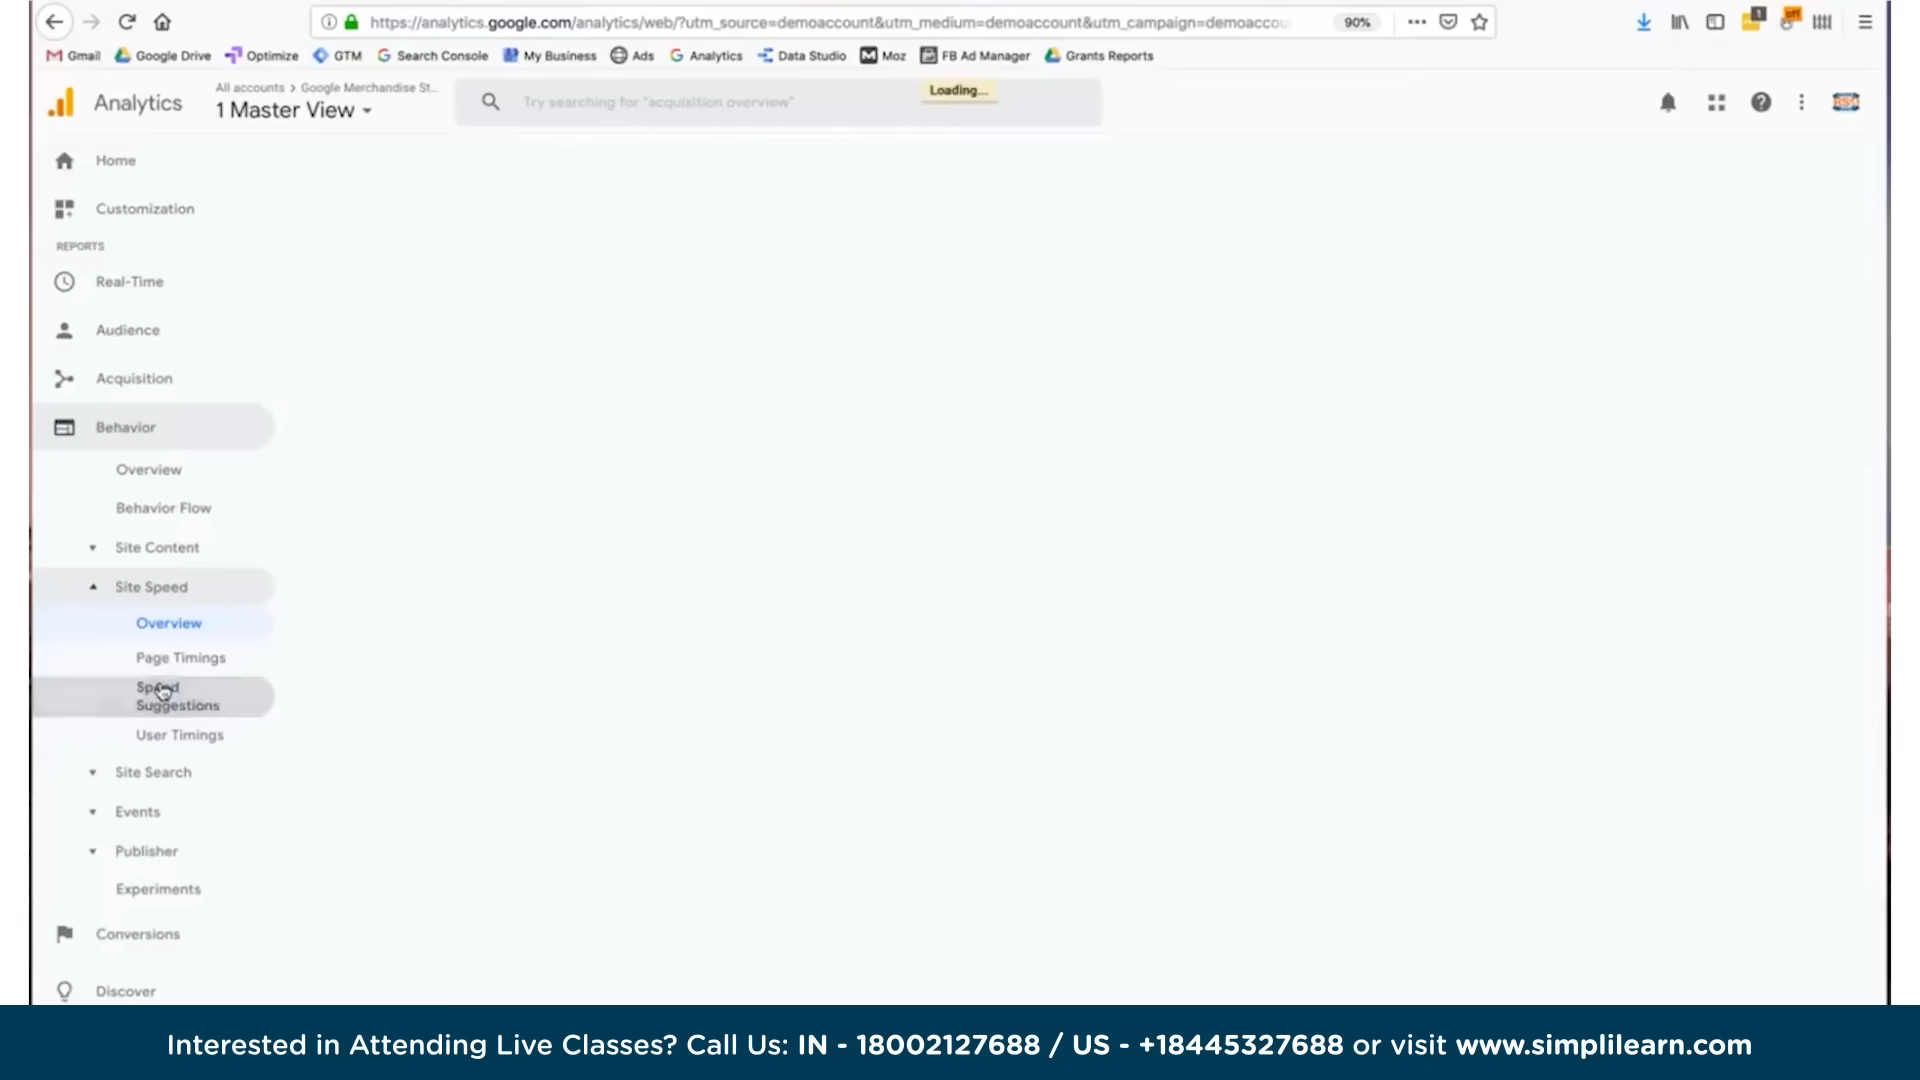 https://analytics.google.com/analytics/web/?utm_source=demoaccount&utm_medium=demoaccount&utm_campaign=demoaccou
90%
1
off
Gmail Google Drive Optimize GTM Search Console My Business Ads Analytics Data Studio Moz FB Ad Manager Grants Reports
Analytics
All accounts > Google Merchandise St...
1 Master View
Try searching for "acquisition overview"
Loading...
Home
Customization
REPORTS
Real-Time
Audience
Acquisition
Behavior
Overview
Behavior Flow
Site Content
Site Speed
Overview
Page Timings
Speed
Suggestions
User Timings
Site Search
Events
Publisher
Experiments
Conversions
Discover
Interested in Attending Live Classes? Call Us: IN - 18002127688 / US - +18445327688 or visit www.simplilearn.com